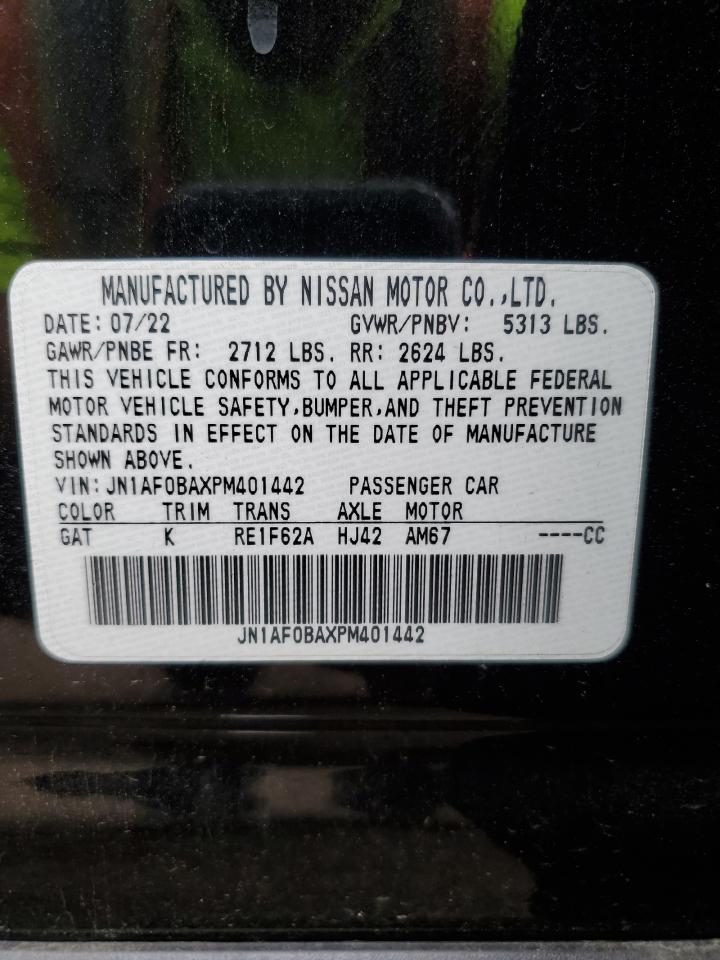 MANUFACTURED BY NISSAN MOTOR CO.,LTD.
DATE: 07/22 GVWR/PNBV: 5313 LBS.
GAWR/PNBE FR: 2712 LBS. RR: 2624 LBS.
THIS VEHICLE CONFORMS TO ALL APPLICABLE FEDERAL
MOTOR VEHICLE SAFETY,BUMPER,AND THEFT PREVENTION
STANDARDS IN EFFECT ON THE DATE OF MANUFACTURE
SHOWN ABOVE.
VIN: JN1AF0BAXPM401442 PASSENGER CAR
COLOR TRIM TRANS AXLE MOTOR
GAT K RE1F62A HJ42 AM67 ----CC
JN1AF0BAXPM401442